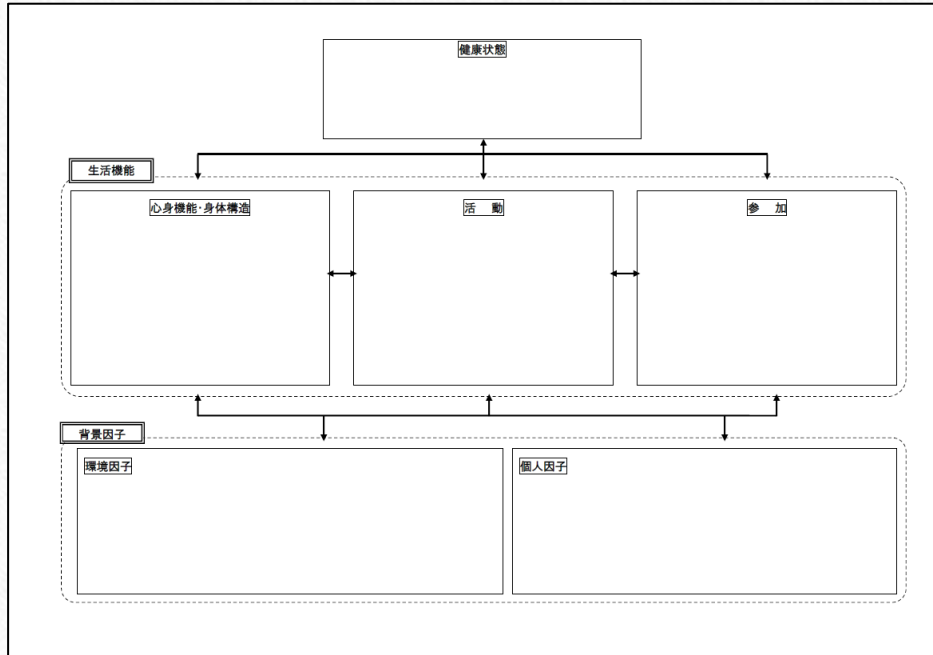 健康状態
生活機能
心身機能・身体構造
活　動
参　加
背景因子
環境因子
個人因子